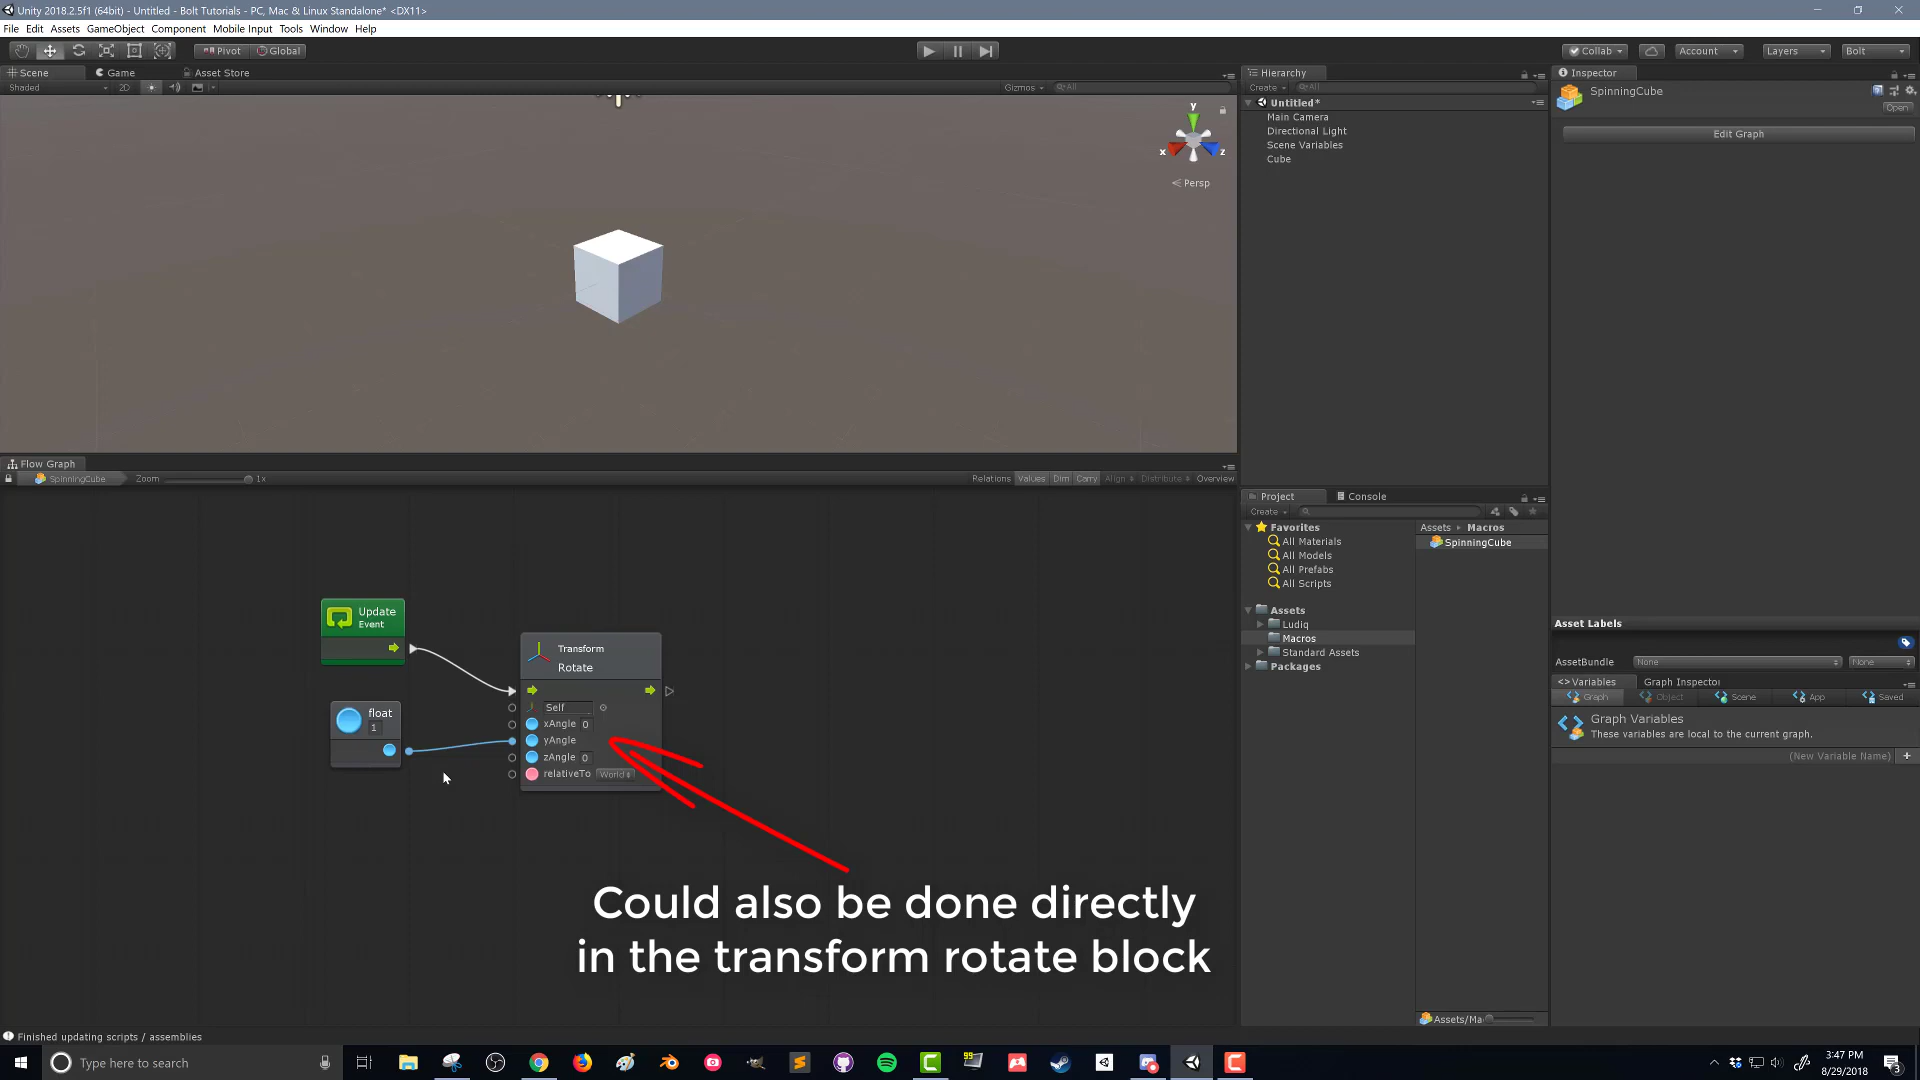 Unity 2018.2.5f1 (64bit) - Untitled - Bolt Tutorials - PC, Mac & Linux Standalone* <DX11>
File Edit Assets GameObject Component Mobile Input Tools Window Help
Pivot Global Collab Account Layers Bolt
Scene Game Asset Store
Shaded 2D Gizmos All
y
x z
Persp
Hierarchy
Create All
Untitled*
Main Camera
Directional Light
Scene Variables
Cube
Inspector
SpinningCube
Open
Edit Graph
Flow Graph
SpinningCube Zoom 1x Relations Values Dim Carry Align Distribute Overview
Update
Event
float
1
Transform
Rotate
Self
xAngle 0
yAngle
zAngle 0
relativeTo World
Could also be done directly
in the transform rotate block
Project Console
Create
Favorites
All Materials
All Models
All Prefabs
All Scripts
Assets
Ludiq
Macros
Standard Assets
Packages
Assets Macros
SpinningCube
Assets/Ma
Asset Labels
AssetBundle None None
<> Variables Graph Inspector
Graph Object Scene App Saved
Graph Variables
These variables are local to the current graph.
(New Variable Name) +
Finished updating scripts / assemblies
Type here to search
99
3:47 PM
8/29/2018
3